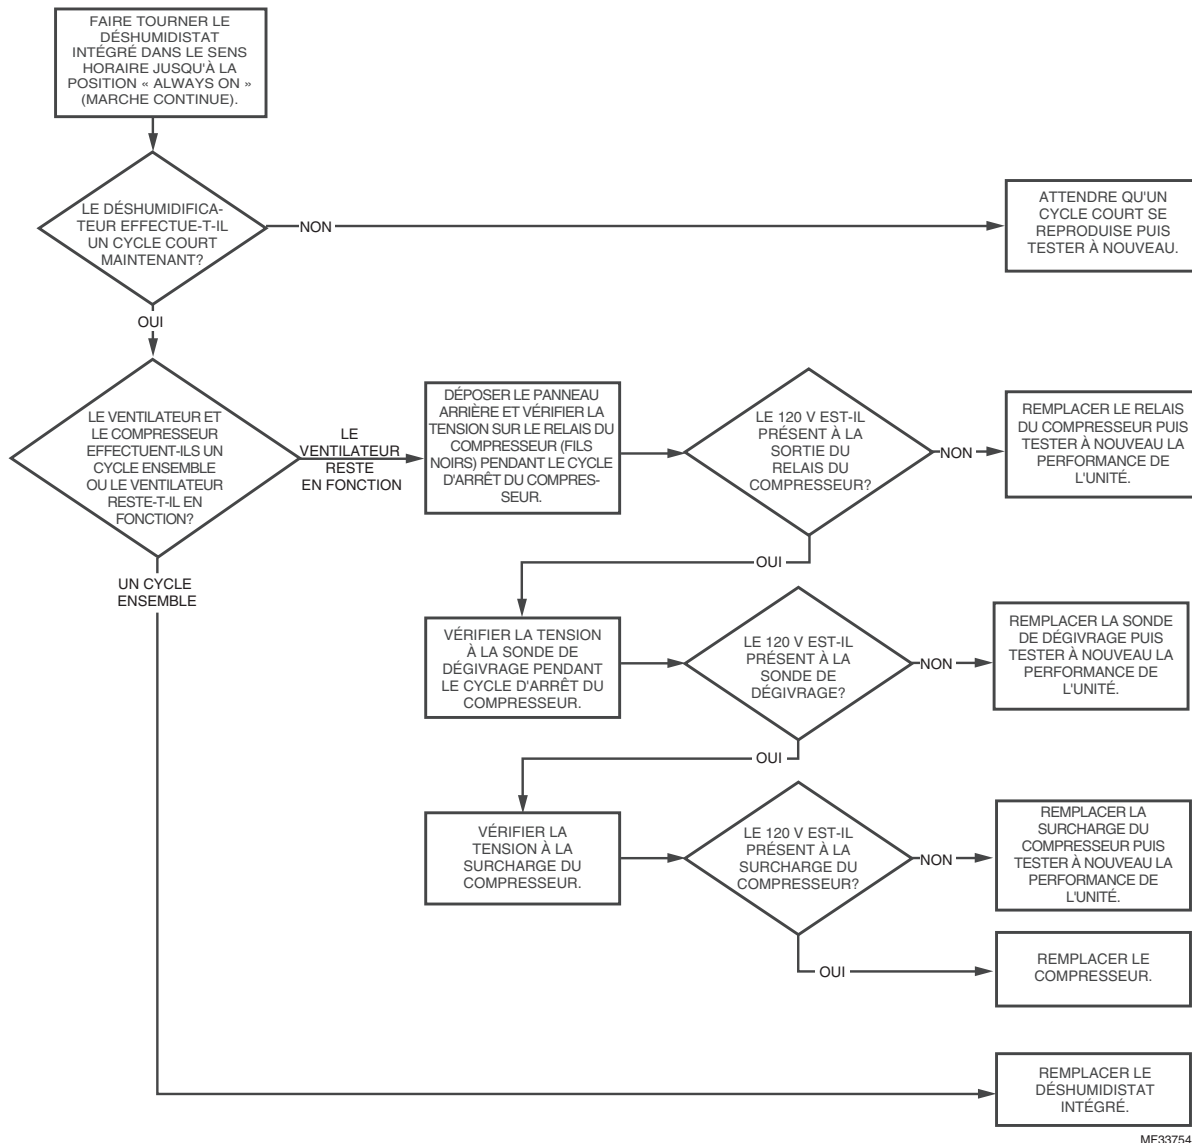 FAIRE TOURNER LE
DÉSHUMIDISTAT
INTÉGRÉ DANS LE SENS
HORAIRE JUSQU'À LA
POSITION « ALWAYS ON »
(MARCHE CONTINUE).
LE DÉSHUMIDIFICA-
TEUR EFFECTUE-T-IL
UN CYCLE COURT
MAINTENANT?
NON
ATTENDRE QU'UN
CYCLE COURT SE
REPRODUISE PUIS
TESTER À NOUVEAU.
OUI
LE VENTILATEUR ET
LE COMPRESSEUR
EFFECTUENT-ILS UN
CYCLE ENSEMBLE
OU LE VENTILATEUR
RESTE-T-IL EN
FONCTION?
LE
VENTILATEUR
RESTE
EN FONCTION
DÉPOSER LE PANNEAU
ARRIÈRE ET VÉRIFIER LA
TENSION SUR LE RELAIS DU
COMPRESSEUR (FILS
NOIRS) PENDANT LE CYCLE
D'ARRÊT DU COMPRES-
SEUR.
LE 120 V EST-IL
PRÉSENT À LA
SORTIE DU
RELAIS DU
COMPRESSEUR?
NON
REMPLACER LE RELAIS
DU COMPRESSEUR PUIS
TESTER À NOUVEAU LA
PERFORMANCE DE
L'UNITÉ.
OUI
UN CYCLE
ENSEMBLE
VÉRIFIER LA TENSION
À LA SONDE DE
DÉGIVRAGE PENDANT
LE CYCLE D'ARRÊT DU
COMPRESSEUR.
LE 120 V EST-IL
PRÉSENT À LA
SONDE DE
DÉGIVRAGE?
NON
REMPLACER LA SONDE
DE DÉGIVRAGE PUIS
TESTER À NOUVEAU LA
PERFORMANCE DE
L'UNITÉ.
OUI
VÉRIFIER LA
TENSION À LA
SURCHARGE DU
COMPRESSEUR.
LE 120 V EST-IL
PRÉSENT À LA
SURCHARGE DU
COMPRESSEUR?
NON
REMPLACER LA
SURCHARGE DU
COMPRESSEUR PUIS
TESTER À NOUVEAU LA
PERFORMANCE DE
L'UNITÉ.
OUI
REMPLACER LE
COMPRESSEUR.
REMPLACER LE
DÉSHUMIDISTAT
INTÉGRÉ.
MF33754